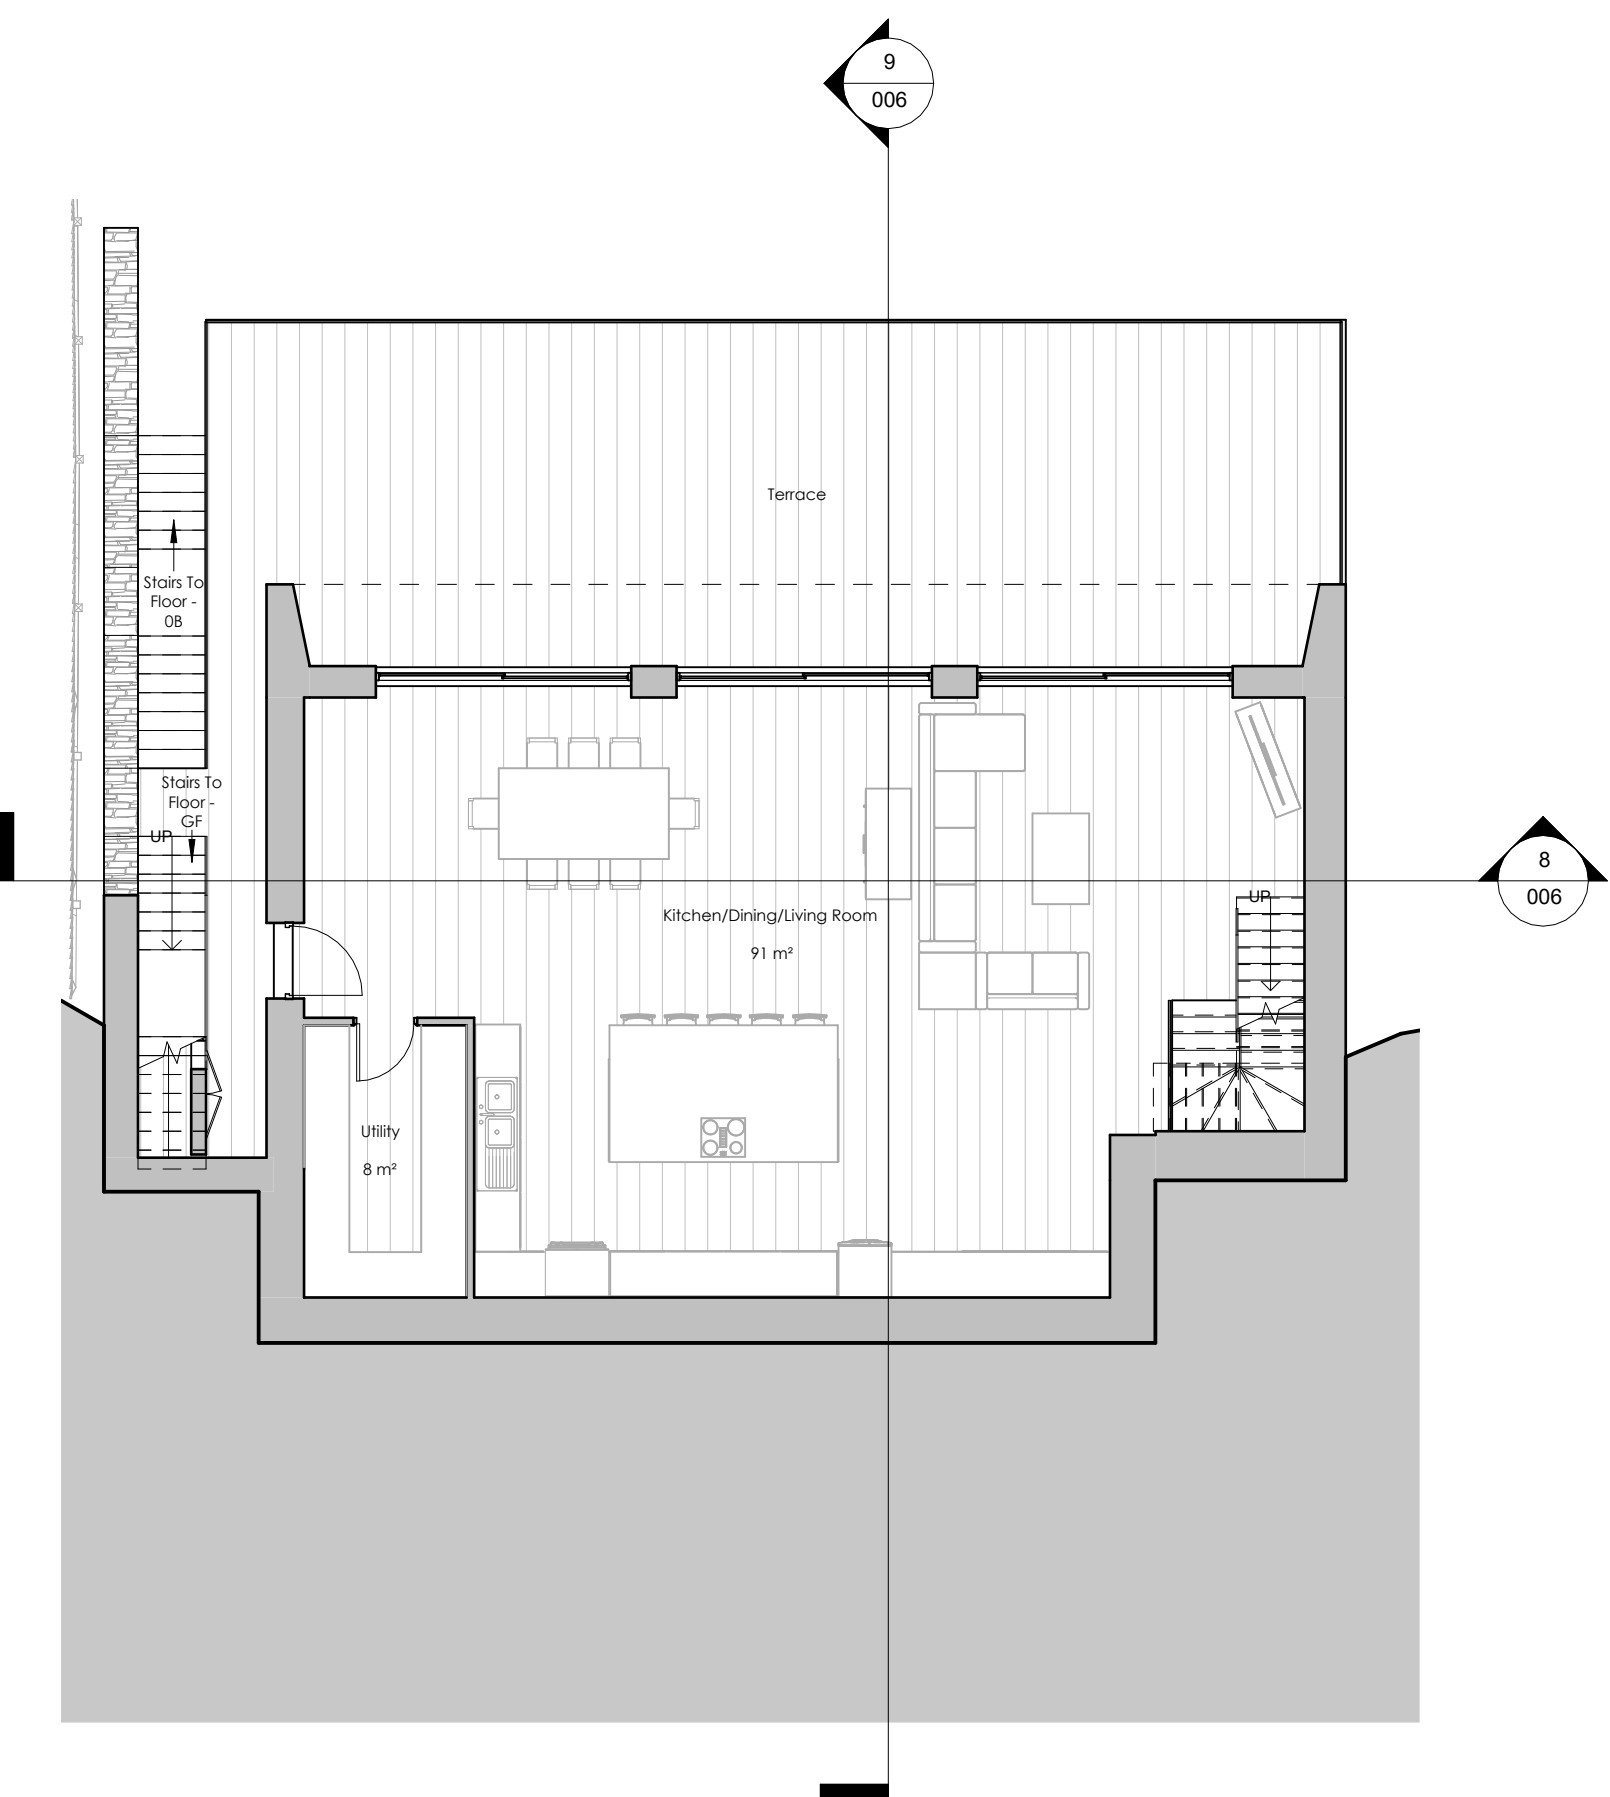 9
006
Terrace
Stairs To
Floor -
0B
Stairs To
Floor -
GF
UP
8
006
UP
Kitchen/Dining/Living Room
91 m²
Utility
8 m²